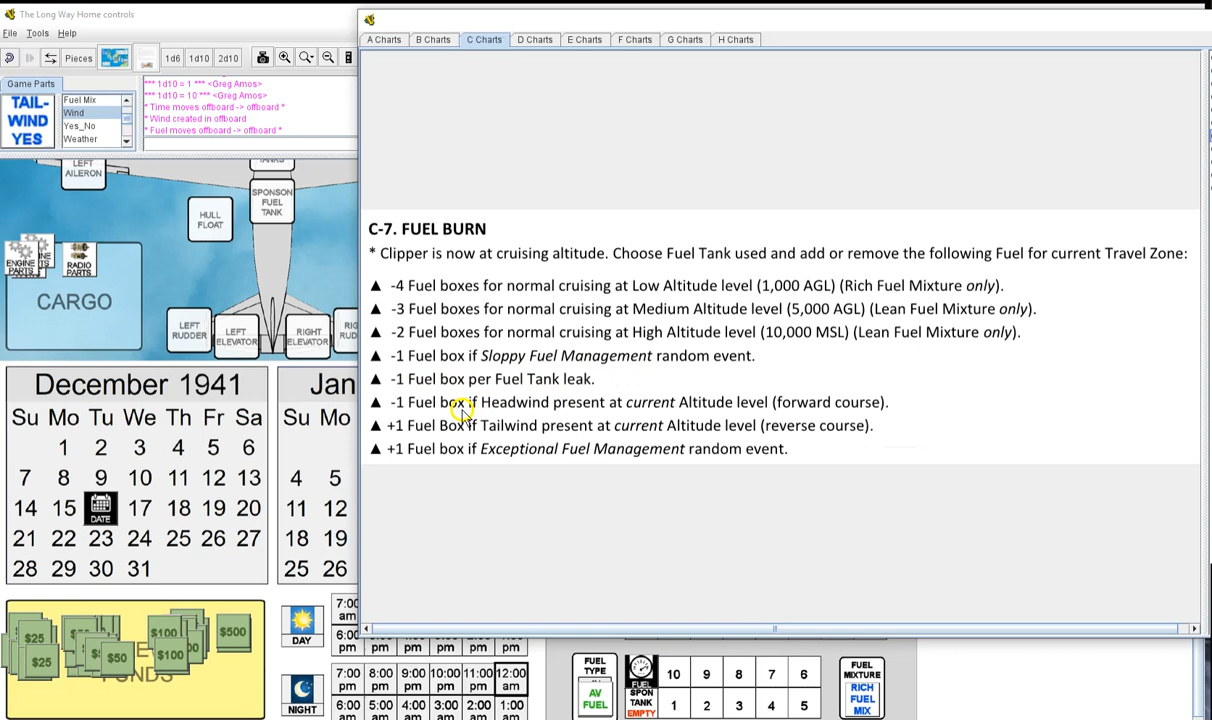 The Long Way Home controls
File Tools Help
Pieces 1d6 1d10 2d10
Game Parts
TAIL-
WIND
YES
Fuel Mix
Wind
Yes_No
Weather
*** 1d10 = 1 *** <Greg Amos>
*** 1d10 = 10 *** <Greg Amos>
* Time moves offboard -> offboard *
* Wind created in offboard
* Fuel moves offboard -> offboard *
LEFT
AILERON
TANKS
SPONSON
FUEL
TANK
HULL
FLOAT
ENGINE
PARTS
RADIO
PARTS
CARGO
LEFT
RUDDER
LEFT
ELEVATOR
RIGHT
ELEVATOR
RIG
RUD
December 1941
Su Mo Tu We Th Fr Sa
1 2 3 4 5 6
7 8 9 10 11 12 13
14 15 DATE 17 18 19 20
21 22 23 24 25 26 27
28 29 30 31
Jan
Su Mo
4 5
11 12
18 19
25 26
$25
$25
$50
$100
$100
$500
FUNDS
DAY
7:00
am
6:00
pm pm pm pm pm pm
NIGHT
7:00 8:00 9:00 10:00 11:00 12:00
pm pm pm pm pm am
6:00 5:00 4:00 3:00 2:00 1:00
am am am am am am
A Charts B Charts C Charts D Charts E Charts F Charts G Charts H Charts
C-7. FUEL BURN
* Clipper is now at cruising altitude. Choose Fuel Tank used and add or remove the following Fuel for current Travel Zone:
▲ -4 Fuel boxes for normal cruising at Low Altitude level (1,000 AGL) (Rich Fuel Mixture only).
▲ -3 Fuel boxes for normal cruising at Medium Altitude level (5,000 AGL) (Lean Fuel Mixture only).
▲ -2 Fuel boxes for normal cruising at High Altitude level (10,000 MSL) (Lean Fuel Mixture only).
▲ -1 Fuel box if Sloppy Fuel Management random event.
▲ -1 Fuel box per Fuel Tank leak.
▲ -1 Fuel box if Headwind present at current Altitude level (forward course).
▲ +1 Fuel Box if Tailwind present at current Altitude level (reverse course).
▲ +1 Fuel box if Exceptional Fuel Management random event.
FUEL
TYPE
AV
FUEL
FUEL
SPON
TANK
EMPTY
10 9 8 7 6
1 2 3 4 5
FUEL
MIXTURE
RICH
FUEL
MIX